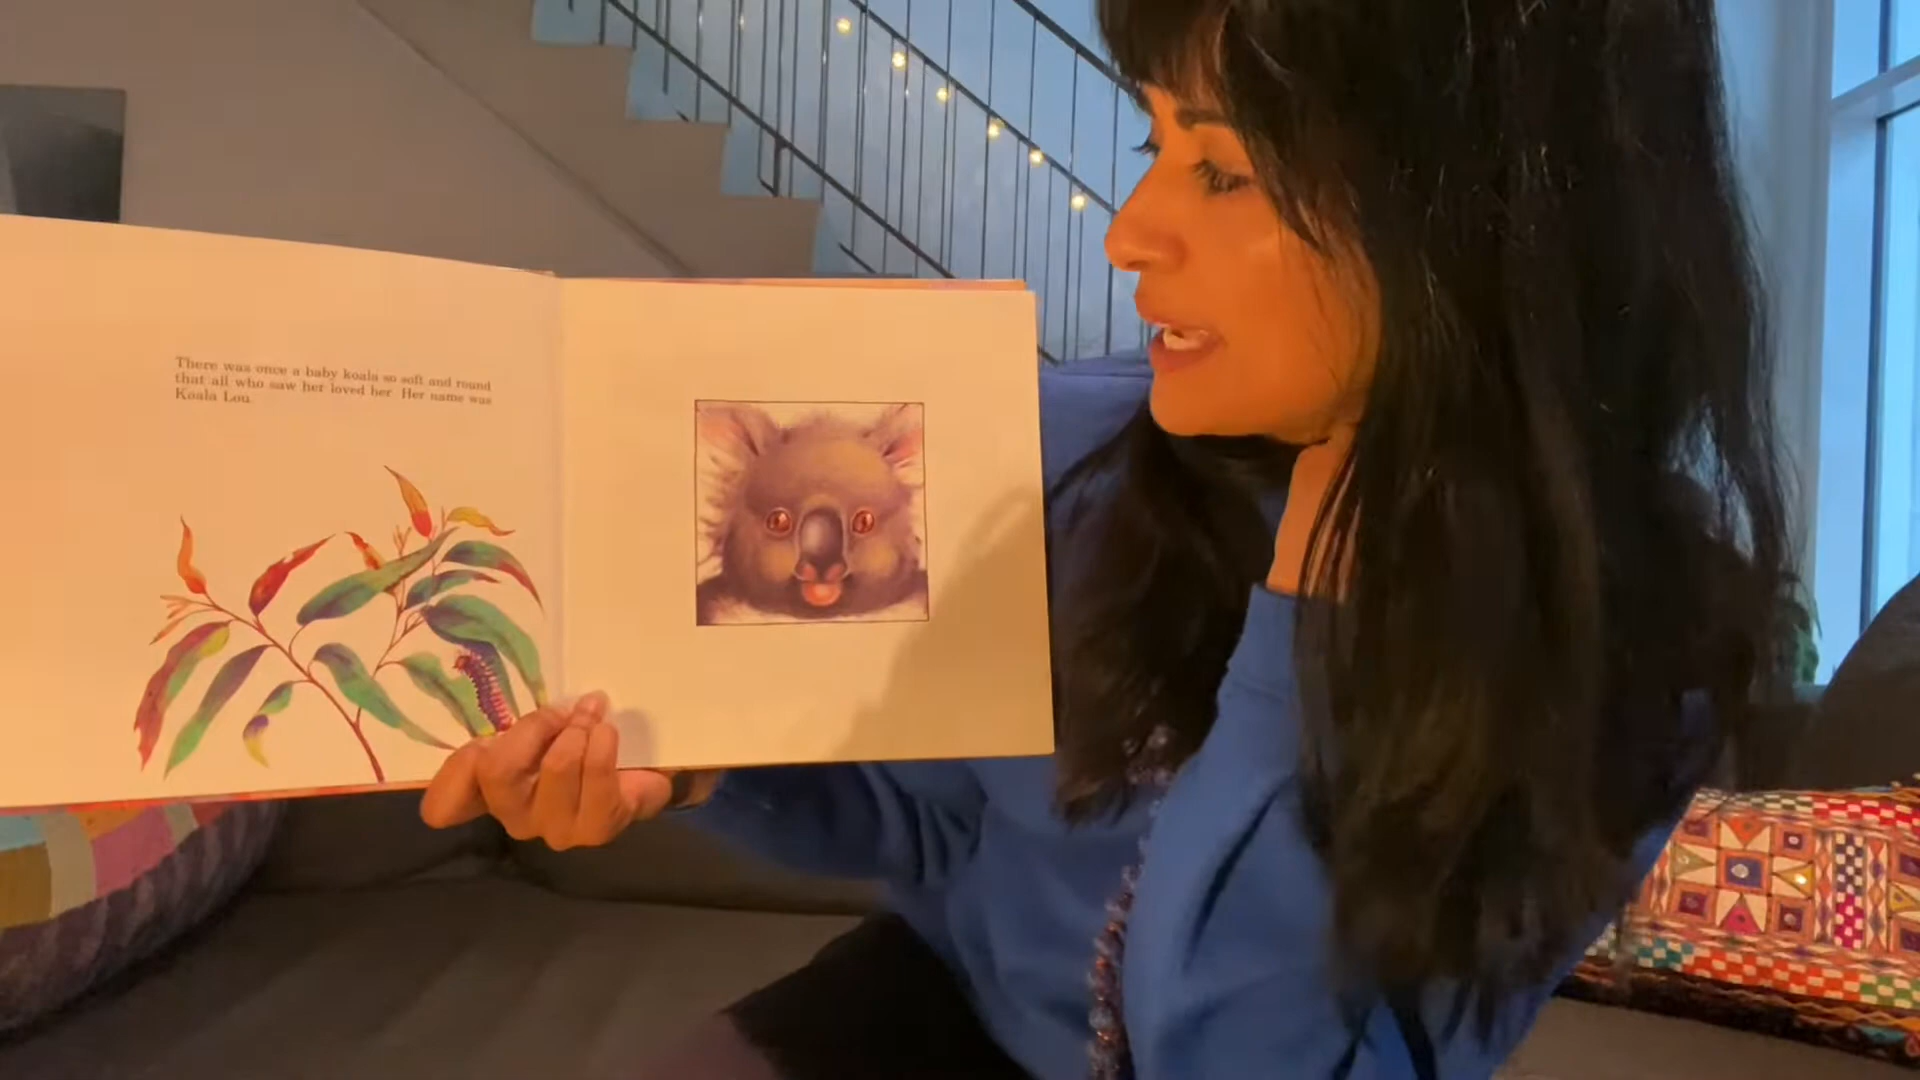 There was once a baby koala so soft and round
that all who saw her loved her. Her name was
Koala Lou.